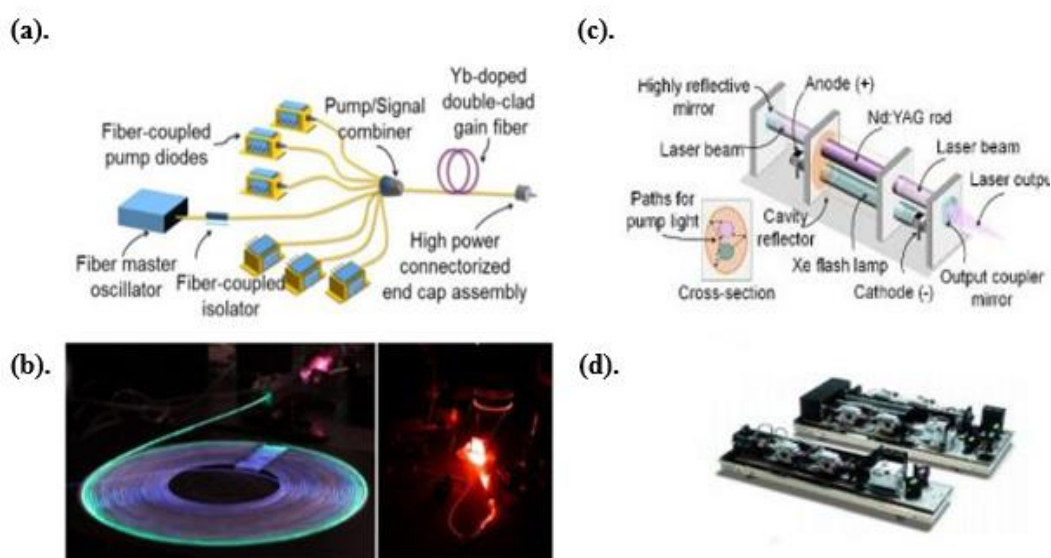 (a).
Fiber-coupled
pump diodes
Pump/Signal
combiner
Yb-doped
double-clad
gain fiber
Fiber master
oscillator
Fiber-coupled
isolator
High power
connectorized
end cap assembly
(c).
Highly reflective
mirror
Anode (+)
Nd:YAG rod
Laser beam
Laser beam
Laser output
Paths for
pump light
Cavity
reflector
Xe flash lamp
Cathode (-)
Output coupler
mirror
Cross-section
(b).
(d).